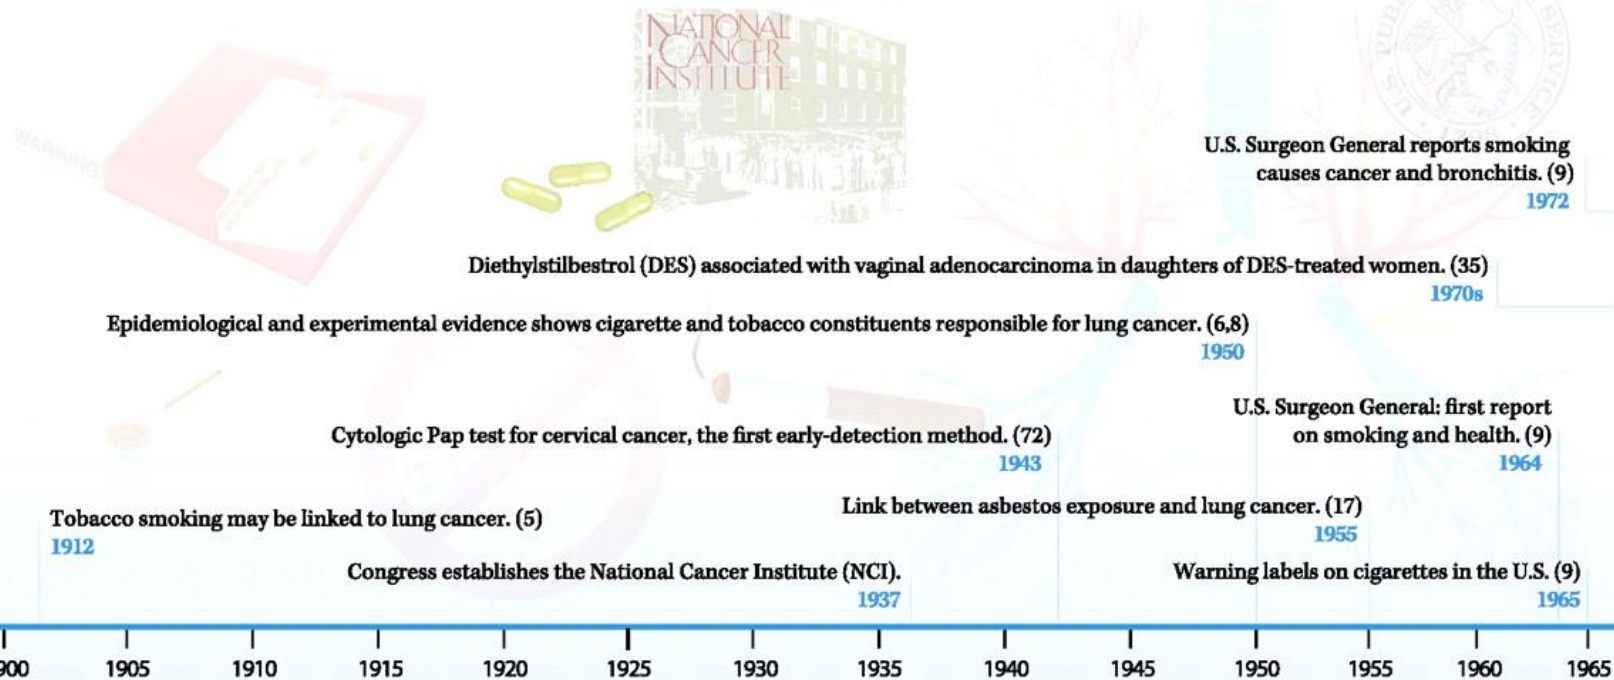 NATIONAL
CANCER
INSTITUTE
WARNING
U.S. PUB
SERVICE
1798
U.S. Surgeon General reports smoking
causes cancer and bronchitis. (9)
1972
Diethylstilbestrol (DES) associated with vaginal adenocarcinoma in daughters of DES-treated women. (35)
1970s
Epidemiological and experimental evidence shows cigarette and tobacco constituents responsible for lung cancer. (6,8)
1950
U.S. Surgeon General: first report
on smoking and health. (9)
1964
Cytologic Pap test for cervical cancer, the first early-detection method. (72)
1943
Link between asbestos exposure and lung cancer. (17)
1955
Tobacco smoking may be linked to lung cancer. (5)
1912
Congress establishes the National Cancer Institute (NCI).
1937
Warning labels on cigarettes in the U.S. (9)
1965
900 1905 1910 1915 1920 1925 1930 1935 1940 1945 1950 1955 1960 1965